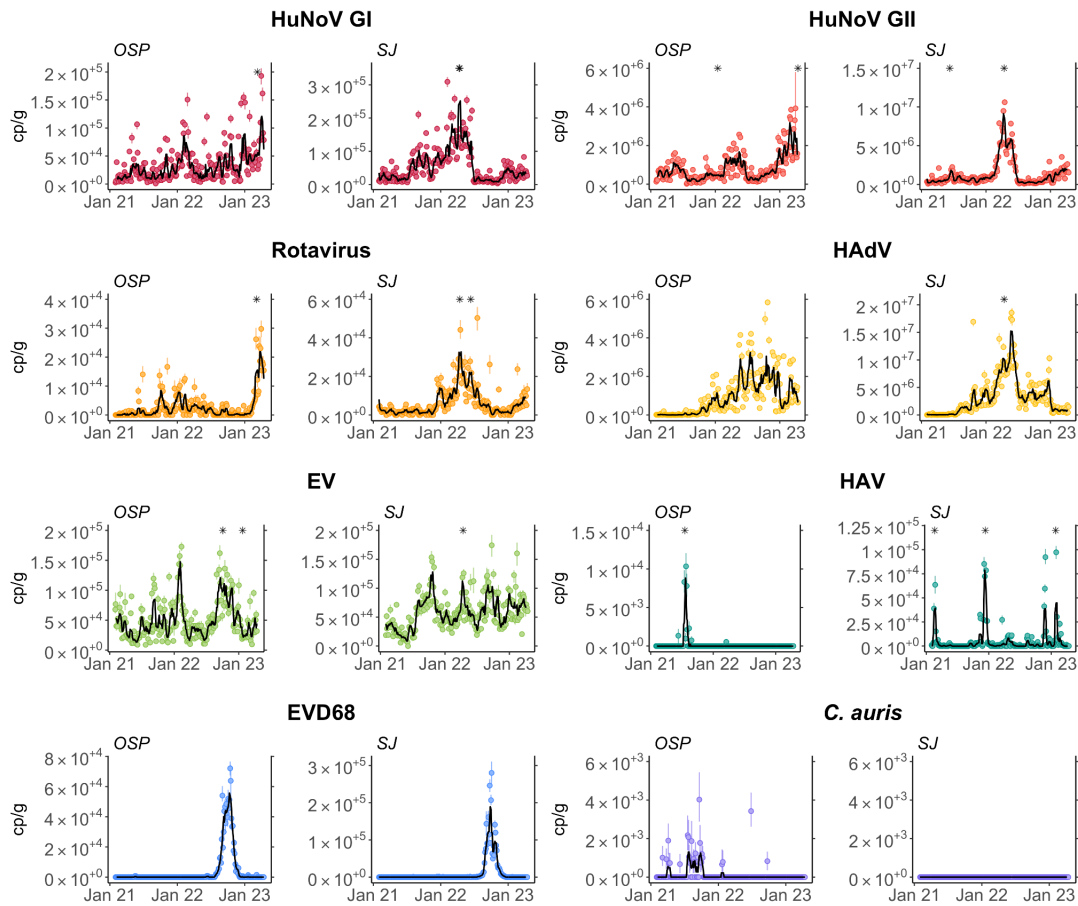 HuNoV GI
OSP
cp/g
2 × 10⁺⁵
2 × 10⁺⁵
1 × 10⁺⁵
5 × 10⁺⁴
0 × 10⁺⁰
Jan 21 Jan 22 Jan 23
SJ
3 × 10⁺⁵
2 × 10⁺⁵
1 × 10⁺⁵
0 × 10⁺⁰
Jan 21 Jan 22 Jan 23
HuNoV GII
OSP
cp/g
6 × 10⁺⁶
4 × 10⁺⁶
2 × 10⁺⁶
0 × 10⁺⁰
Jan 21 Jan 22 Jan 23
SJ
1.5 × 10⁺⁷
1 × 10⁺⁷
5 × 10⁺⁶
0 × 10⁺⁰
Jan 21 Jan 22 Jan 23
Rotavirus
OSP
cp/g
4 × 10⁺⁴
3 × 10⁺⁴
2 × 10⁺⁴
1 × 10⁺⁴
0 × 10⁺⁰
Jan 21 Jan 22 Jan 23
SJ
6 × 10⁺⁴
4 × 10⁺⁴
2 × 10⁺⁴
0 × 10⁺⁰
Jan 21 Jan 22 Jan 23
HAdV
OSP
cp/g
6 × 10⁺⁶
4 × 10⁺⁶
2 × 10⁺⁶
0 × 10⁺⁰
Jan 21 Jan 22 Jan 23
SJ
2 × 10⁺⁷
2 × 10⁺⁷
1 × 10⁺⁷
5 × 10⁺⁶
0 × 10⁺⁰
Jan 21 Jan 22 Jan 23
EV
OSP
cp/g
2 × 10⁺⁵
2 × 10⁺⁵
1 × 10⁺⁵
5 × 10⁺⁴
0 × 10⁺⁰
Jan 21 Jan 22 Jan 23
SJ
2 × 10⁺⁵
2 × 10⁺⁵
1 × 10⁺⁵
5 × 10⁺⁴
0 × 10⁺⁰
Jan 21 Jan 22 Jan 23
HAV
OSP
cp/g
1 × 10⁺⁴
1 × 10⁺⁴
5 × 10⁺³
0 × 10⁺⁰
Jan 21 Jan 22 Jan 23
SJ
1.25 × 10⁺⁵
1 × 10⁺⁵
7.5 × 10⁺⁴
5 × 10⁺⁴
2.5 × 10⁺⁴
0 × 10⁺⁰
Jan 21 Jan 22 Jan 23
EVD68
OSP
cp/g
8 × 10⁺⁴
6 × 10⁺⁴
4 × 10⁺⁴
2 × 10⁺⁴
0 × 10⁺⁰
Jan 21 Jan 22 Jan 23
SJ
3 × 10⁺⁵
2 × 10⁺⁵
1 × 10⁺⁵
0 × 10⁺⁰
Jan 21 Jan 22 Jan 23
C. auris
OSP
cp/g
6 × 10⁺³
4 × 10⁺³
2 × 10⁺³
0 × 10⁺⁰
Jan 21 Jan 22 Jan 23
SJ
6 × 10⁺³
4 × 10⁺³
2 × 10⁺³
0 × 10⁺⁰
Jan 21 Jan 22 Jan 23